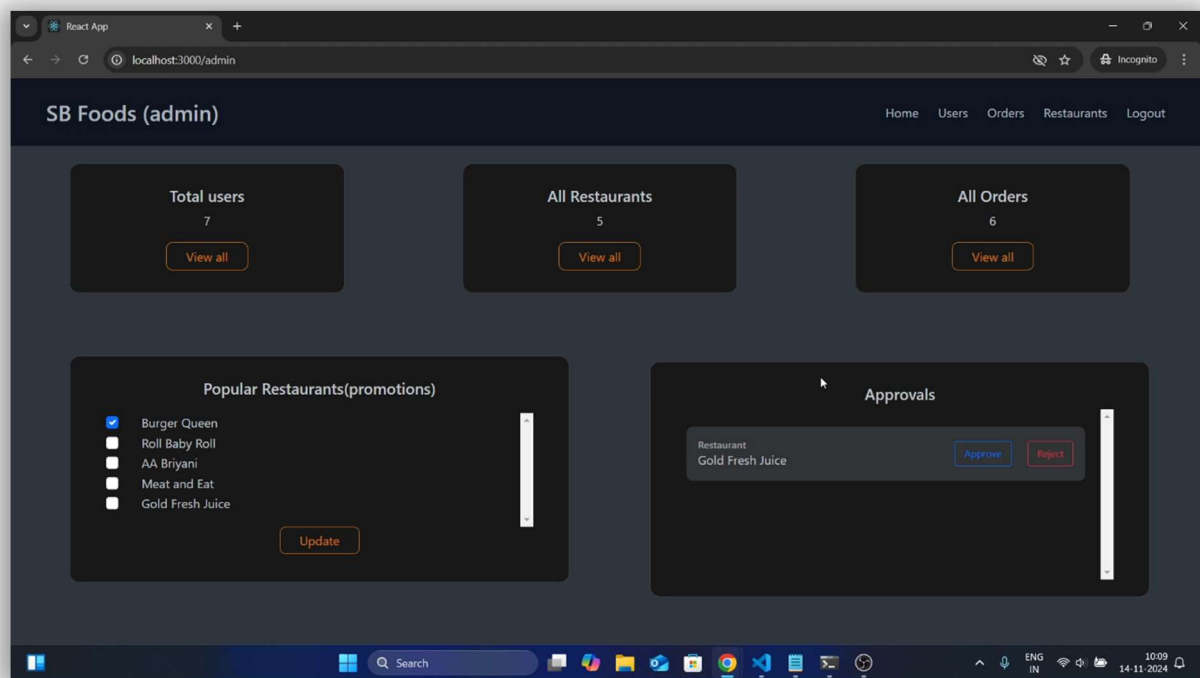 React App
localhost:3000/admin
Incognito
SB Foods (admin)
Home Users Orders Restaurants Logout
Total users
7
View all
All Restaurants
5
View all
All Orders
6
View all
Popular Restaurants(promotions)
Burger Queen
Roll Baby Roll
AA Briyani
Meat and Eat
Gold Fresh Juice
Update
Approvals
Restaurant
Gold Fresh Juice
Approve Reject
Search
ENG
IN
10:09
14-11-2024